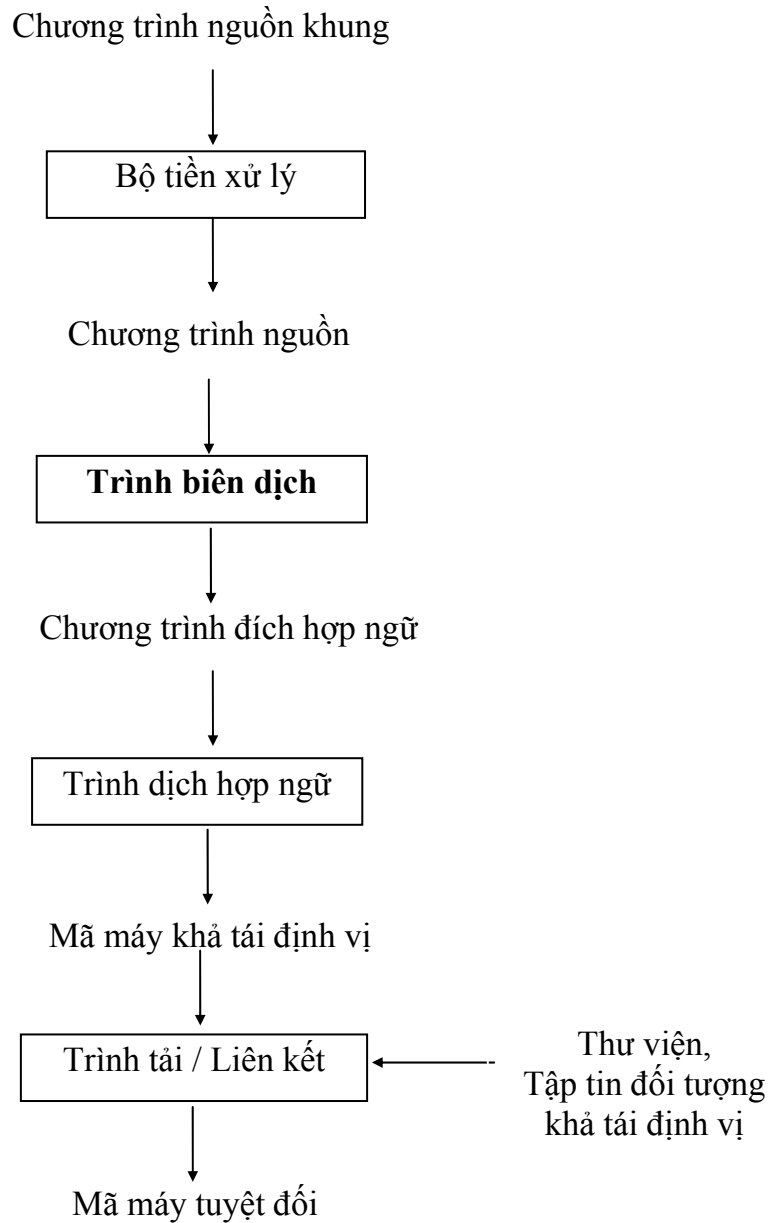 Chương trình nguồn khung
Bộ tiền xử lý
Chương trình nguồn
Trình biên dịch
Chương trình đích hợp ngữ
Trình dịch hợp ngữ
Mã máy khả tái định vị
Trình tải / Liên kết
Thư viện,
Tập tin đối tượng
khả tái định vị
Mã máy tuyệt đối